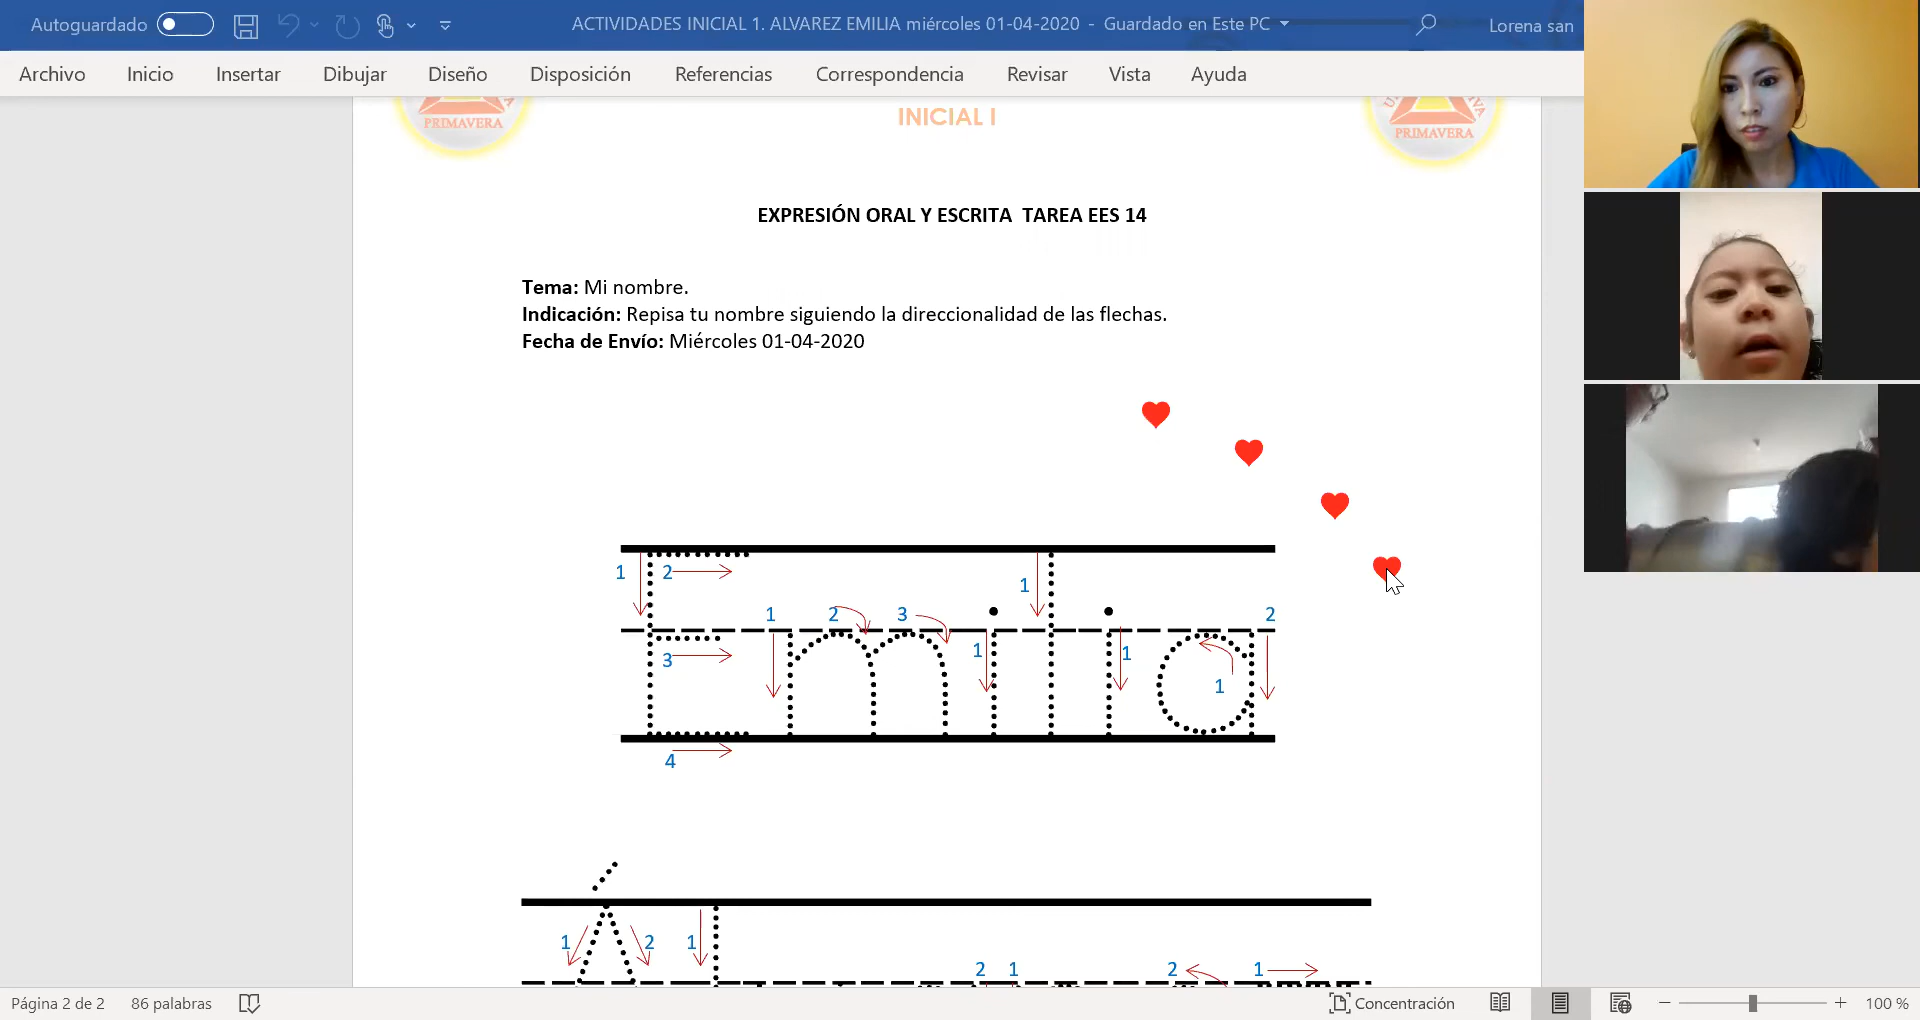 Autoguardado ACTIVIDADES INICIAL 1. ALVAREZ EMILIA miércoles 01-04-2020 - Guardado en Este PC Lorena san
Archivo Inicio Insertar Dibujar Diseño Disposición Referencias Correspondencia Revisar Vista Ayuda
PRIMAVERA INICIAL I PRIMAVERA
EXPRESIÓN ORAL Y ESCRITA TAREA EES 14
Tema: Mi nombre.
Indicación: Repisa tu nombre siguiendo la direccionalidad de las flechas.
Fecha de Envío: Miércoles 01-04-2020
1 2 1
1 2 3 2
3 1 1 1
4
Emilia
1 2 1
2 1 2 1
Página 2 de 2 86 palabras Concentración 100 %